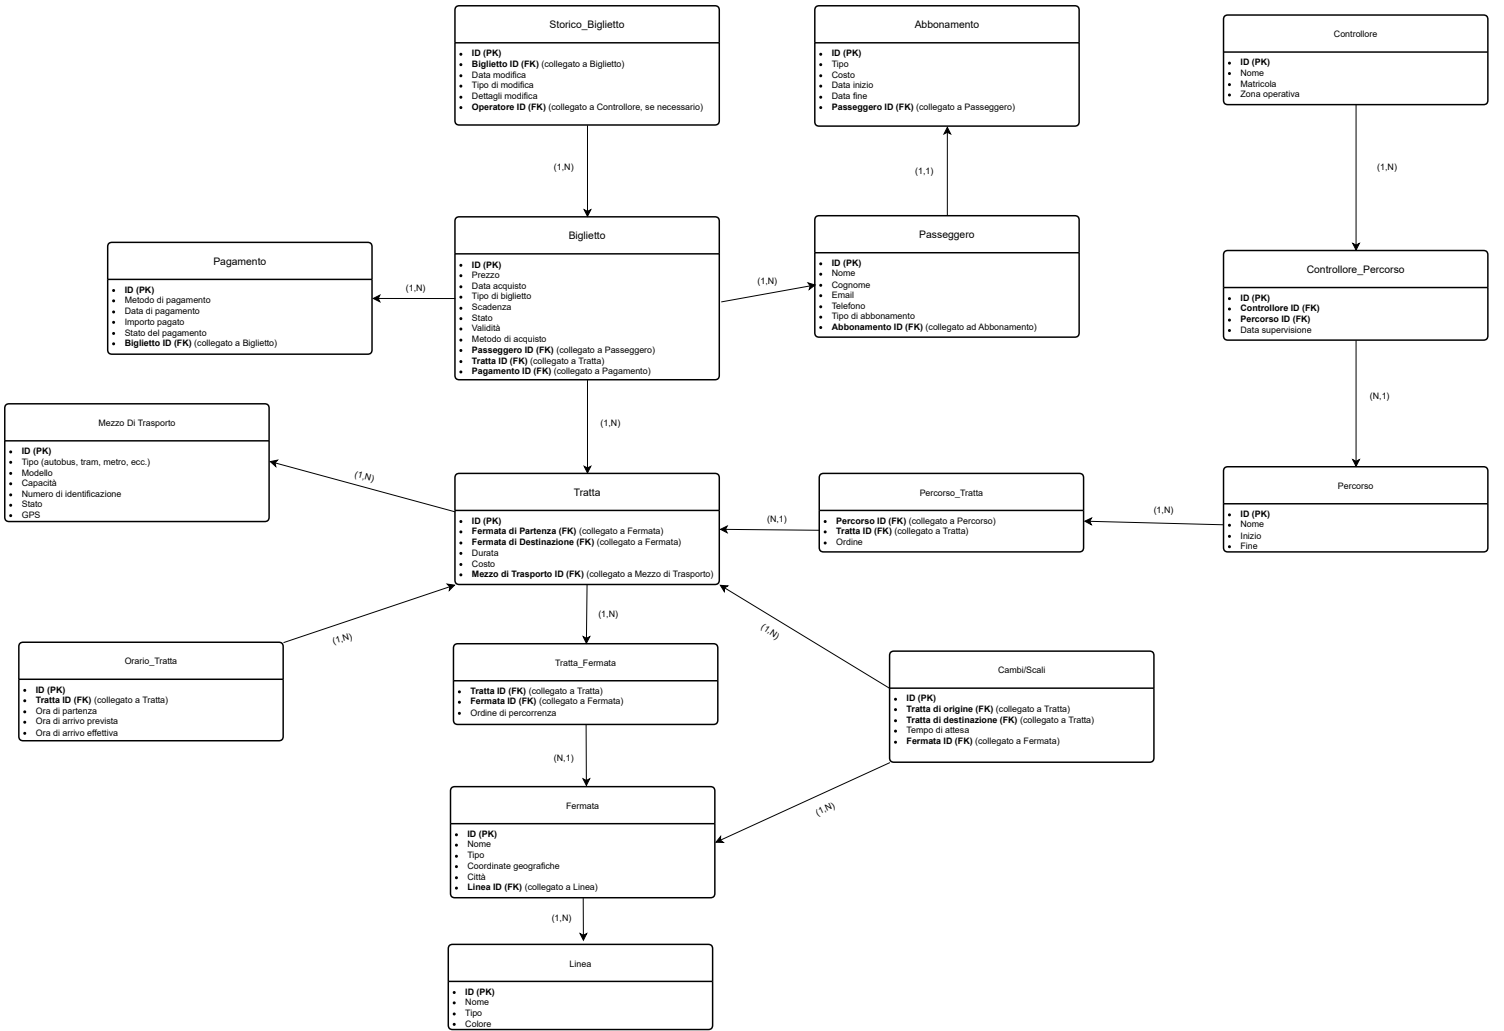 Storico_Biglietto
ID (PK)
Biglietto ID (FK) (collegato a Biglietto)
Data modifica
Tipo di modifica
Dettagli modifica
Operatore ID (FK) (collegato a Controllore, se necessario)
Abbonamento
ID (PK)
Tipo
Costo
Data inizio
Data fine
Passeggero ID (FK) (collegato a Passeggero)
Controllore
ID (PK)
Nome
Matricola
Zona operativa
(1,N)
(1,1)
(1,N)
Pagamento
ID (PK)
Metodo di pagamento
Data di pagamento
Importo pagato
Stato del pagamento
Biglietto ID (FK) (collegato a Biglietto)
(1,N)
Biglietto
ID (PK)
Prezzo
Data acquisto
Tipo di biglietto
Scadenza
Stato
Validità
Metodo di acquisto
Passeggero ID (FK) (collegato a Passeggero)
Tratta ID (FK) (collegato a Tratta)
Pagamento ID (FK) (collegato a Pagamento)
(1,N)
Passeggero
ID (PK)
Nome
Cognome
Email
Telefono
Tipo di abbonamento
Abbonamento ID (FK) (collegato ad Abbonamento)
Controllore_Percorso
ID (PK)
Controllore ID (FK)
Percorso ID (FK)
Data supervisione
(1,N)
(N,1)
Mezzo Di Trasporto
ID (PK)
Tipo (autobus, tram, metro, ecc.)
Modello
Capacità
Numero di identificazione
Stato
GPS
(1,N)
Tratta
ID (PK)
Fermata di Partenza (FK) (collegato a Fermata)
Fermata di Destinazione (FK) (collegato a Fermata)
Durata
Costo
Mezzo di Trasporto ID (FK) (collegato a Mezzo di Trasporto)
(N,1)
Percorso_Tratta
Percorso ID (FK) (collegato a Percorso)
Tratta ID (FK) (collegato a Tratta)
Ordine
(1,N)
Percorso
ID (PK)
Nome
Inizio
Fine
(1,N)
(1,N)
(1,N)
Orario_Tratta
ID (PK)
Tratta ID (FK) (collegato a Tratta)
Ora di partenza
Ora di arrivo prevista
Ora di arrivo effettiva
Tratta_Fermata
Tratta ID (FK) (collegato a Tratta)
Fermata ID (FK) (collegato a Fermata)
Ordine di percorrenza
Cambi/Scali
ID (PK)
Tratta di origine (FK) (collegato a Tratta)
Tratta di destinazione (FK) (collegato a Tratta)
Tempo di attesa
Fermata ID (FK) (collegato a Fermata)
(N,1)
(1,N)
Fermata
ID (PK)
Nome
Tipo
Coordinate geografiche
Città
Linea ID (FK) (collegato a Linea)
(1,N)
Linea
ID (PK)
Nome
Tipo
Colore